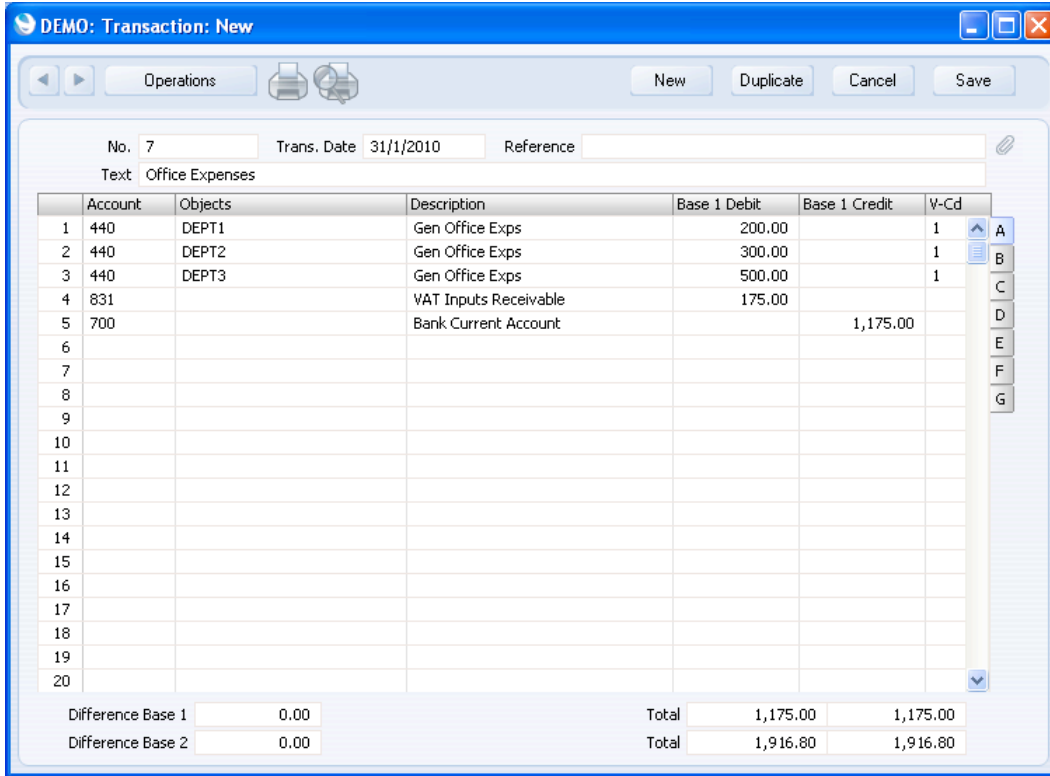 DEMO: Transaction: New
Operations New Duplicate Cancel Save
No. 7 Trans. Date 31/1/2010 Reference
Text Office Expenses
Account Objects Description Base 1 Debit Base 1 Credit V-Cd
1 440 DEPT1 Gen Office Exps 200.00 1 A
2 440 DEPT2 Gen Office Exps 300.00 1 B
3 440 DEPT3 Gen Office Exps 500.00 1 C
4 831 VAT Inputs Receivable 175.00 D
5 700 Bank Current Account 1,175.00 E
6 F
7
8 G
9
10
11
12
13
14
15
16
17
18
19
20
Difference Base 1 0.00 Total 1,175.00 1,175.00
Difference Base 2 0.00 Total 1,916.80 1,916.80